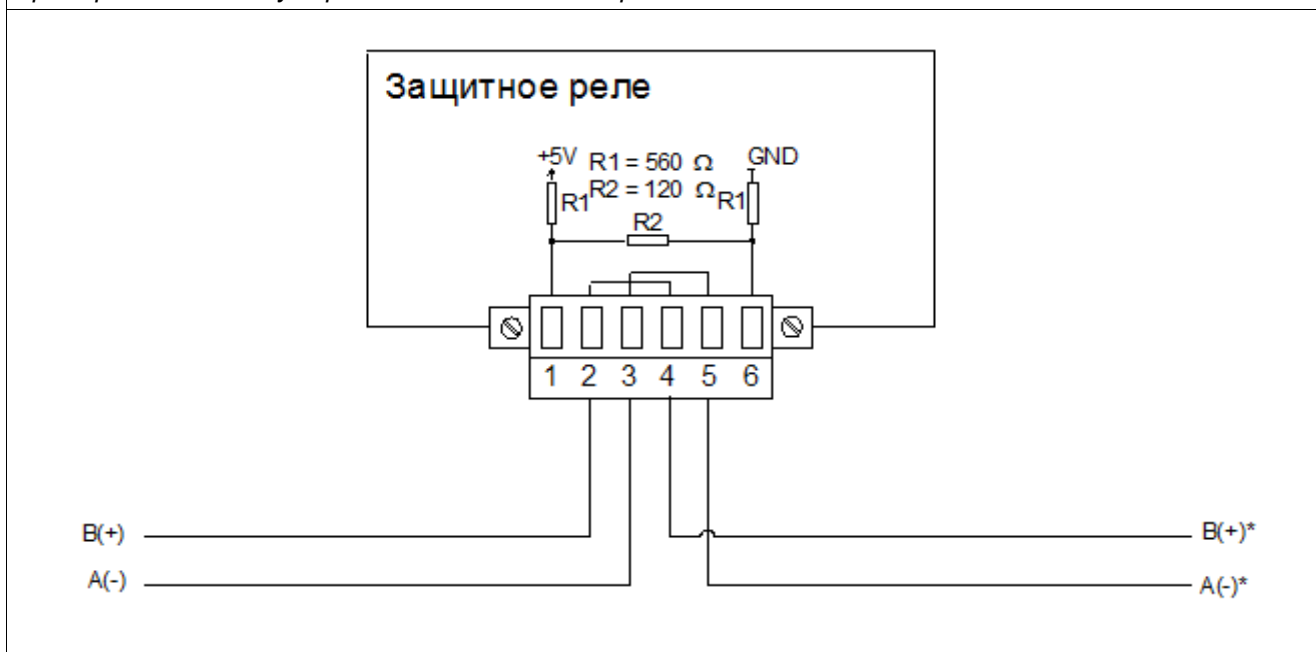 Защитное реле
+5V R1 = 560 Ω GND
R1 R2 = 120 Ω R1
R2
1 2 3 4 5 6
B(+) B(+)*
A(-) A(-)*